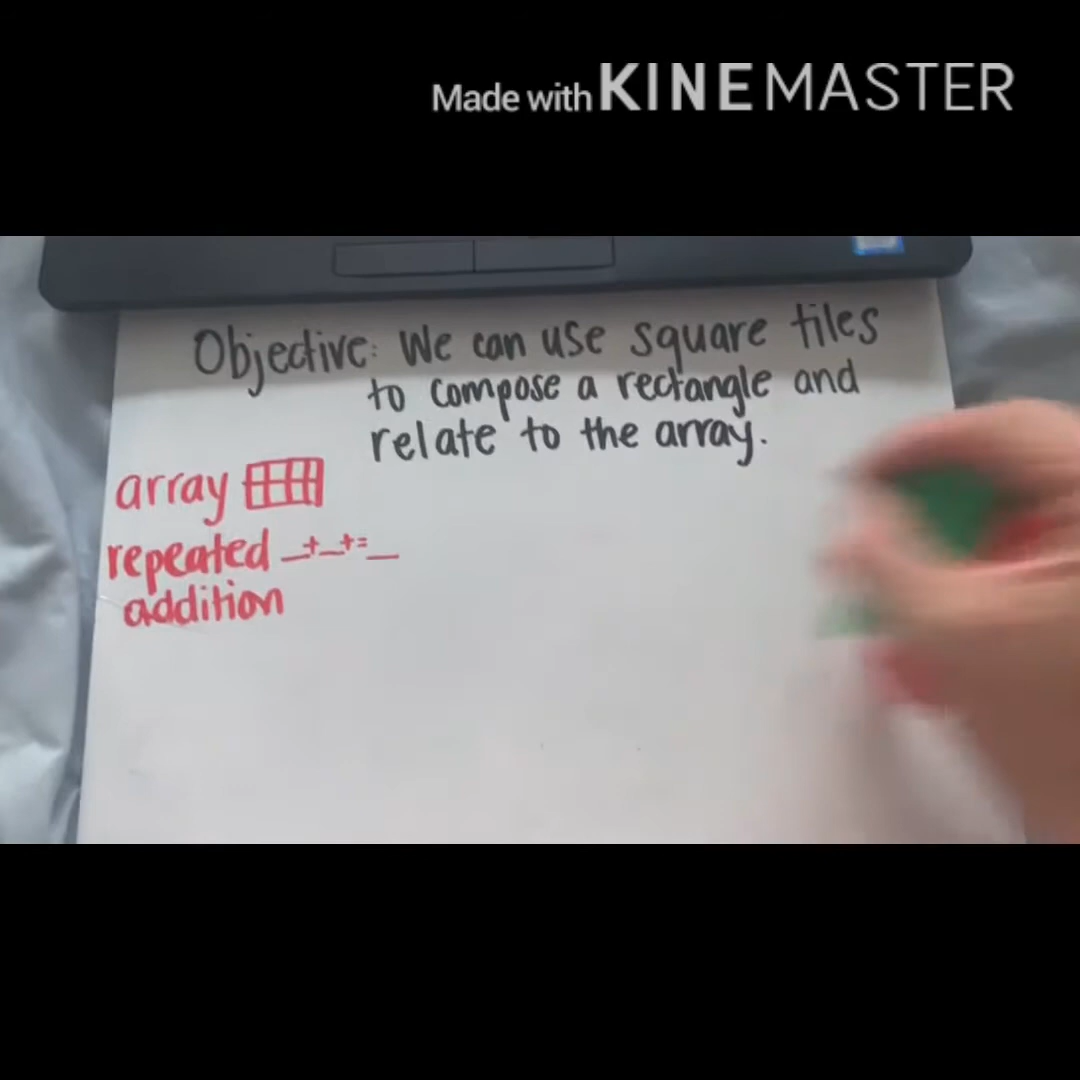 Made with KINEMASTER
Objective: We can use square tiles
to compose a rectangle and
relate to the array.
array
repeated _+_+=_
addition